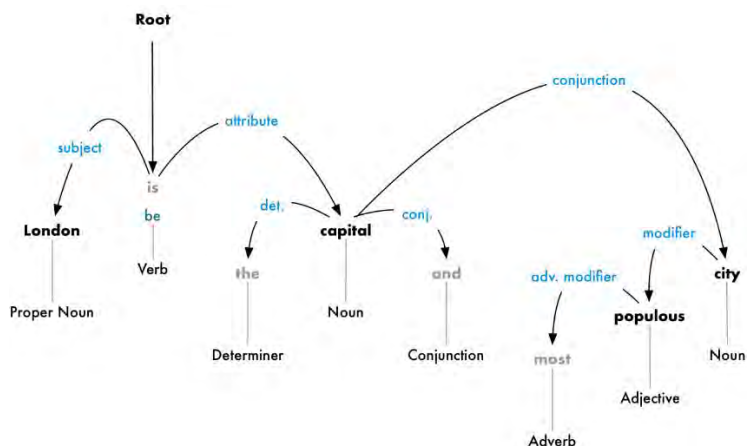 Root
conjunction
attribute
subject
is
det.
conj.
be
London
capital
modifier
Verb
the
and
adv. modifier
city
Proper Noun
Noun
populous
Determiner
Conjunction
most
Noun
Adjective
Adverb